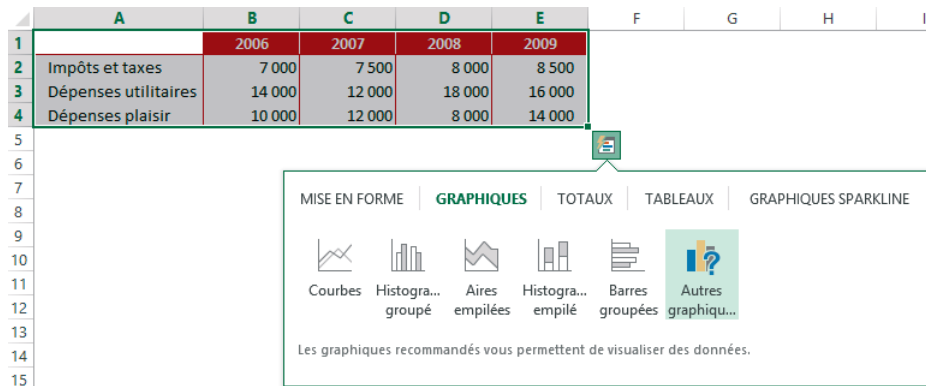 A B C D E F G H I
1 2006 2007 2008 2009
2 Impôts et taxes 7 000 7 500 8 000 8 500
3 Dépenses utilitaires 14 000 12 000 18 000 16 000
4 Dépenses plaisir 10 000 12 000 8 000 14 000
5
6
7
8
9
10
11
12
13
14
15
MISE EN FORME GRAPHIQUES TOTAUX TABLEAUX GRAPHIQUES SPARKLINE
Courbes Histogra... Aires Histogra... Barres Autres
groupé empilées empilé groupées graphiqu...
Les graphiques recommandés vous permettent de visualiser des données.